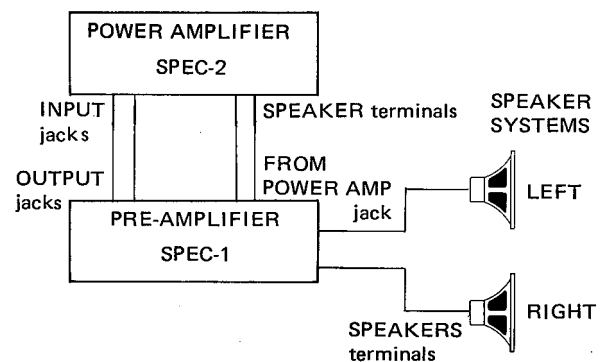 POWER AMPLIFIER
SPEC-2
INPUT
jacks
SPEAKER terminals
SPEAKER
SYSTEMS
OUTPUT
jacks
FROM
POWER AMP
jack
LEFT
PRE-AMPLIFIER
SPEC-1
RIGHT
SPEAKERS
terminals